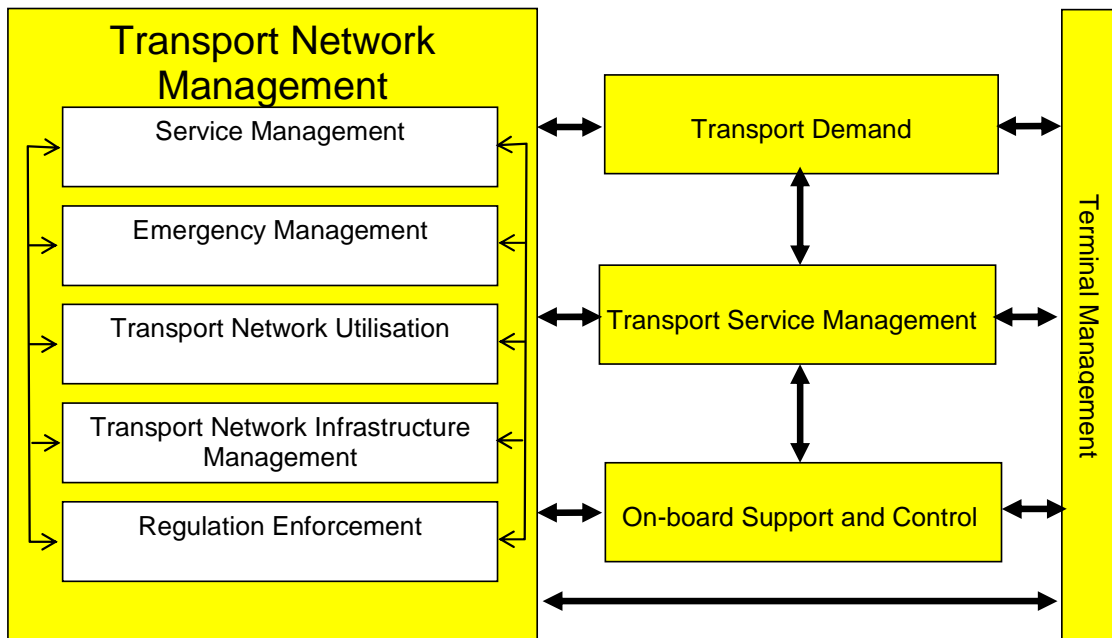 Transport Network
Management
Service Management
Emergency Management
Transport Network Utilisation
Transport Network Infrastructure
Management
Regulation Enforcement
Transport Demand
Transport Service Management
On-board Support and Control
Terminal Management